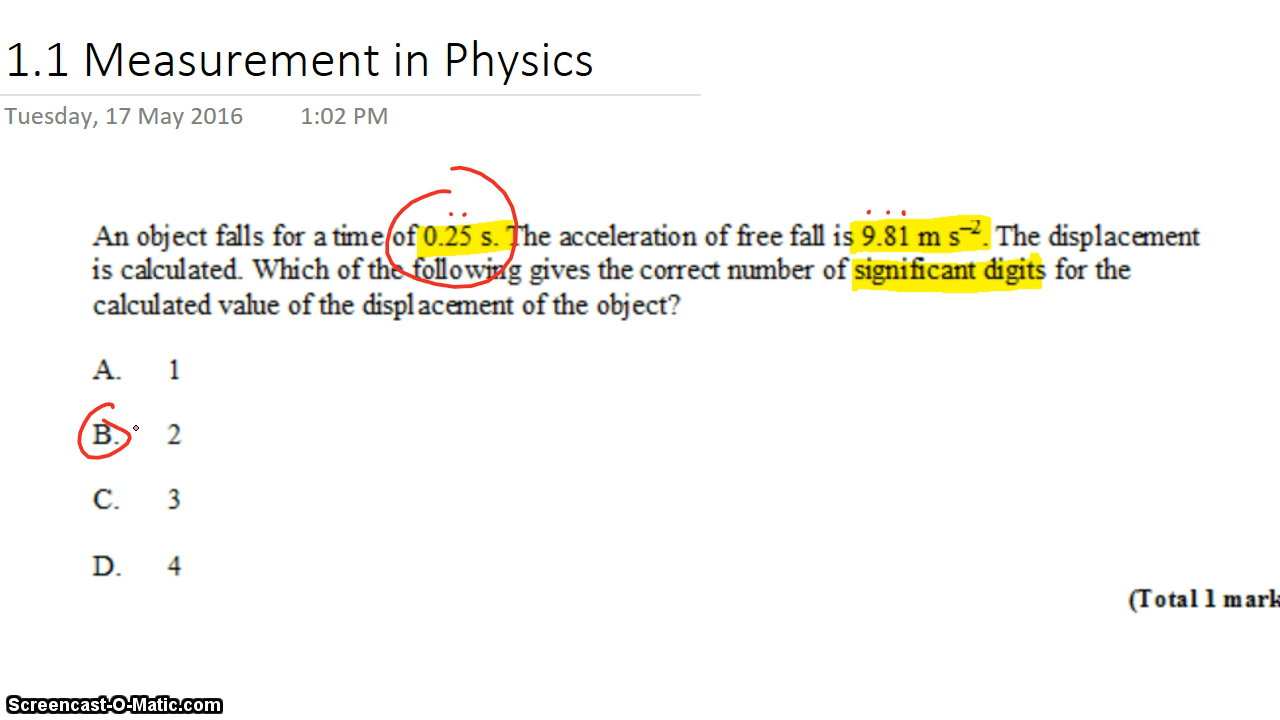 1.1 Measurement in Physics
Tuesday, 17 May 2016 1:02 PM
An object falls for a time of 0.25 s. The acceleration of free fall is 9.81 m s⁻². The displacement
is calculated. Which of the following gives the correct number of significant digits for the
calculated value of the displacement of the object?
A. 1
B. 2
C. 3
D. 4
(Total 1 mark
Screencast-O-Matic.com